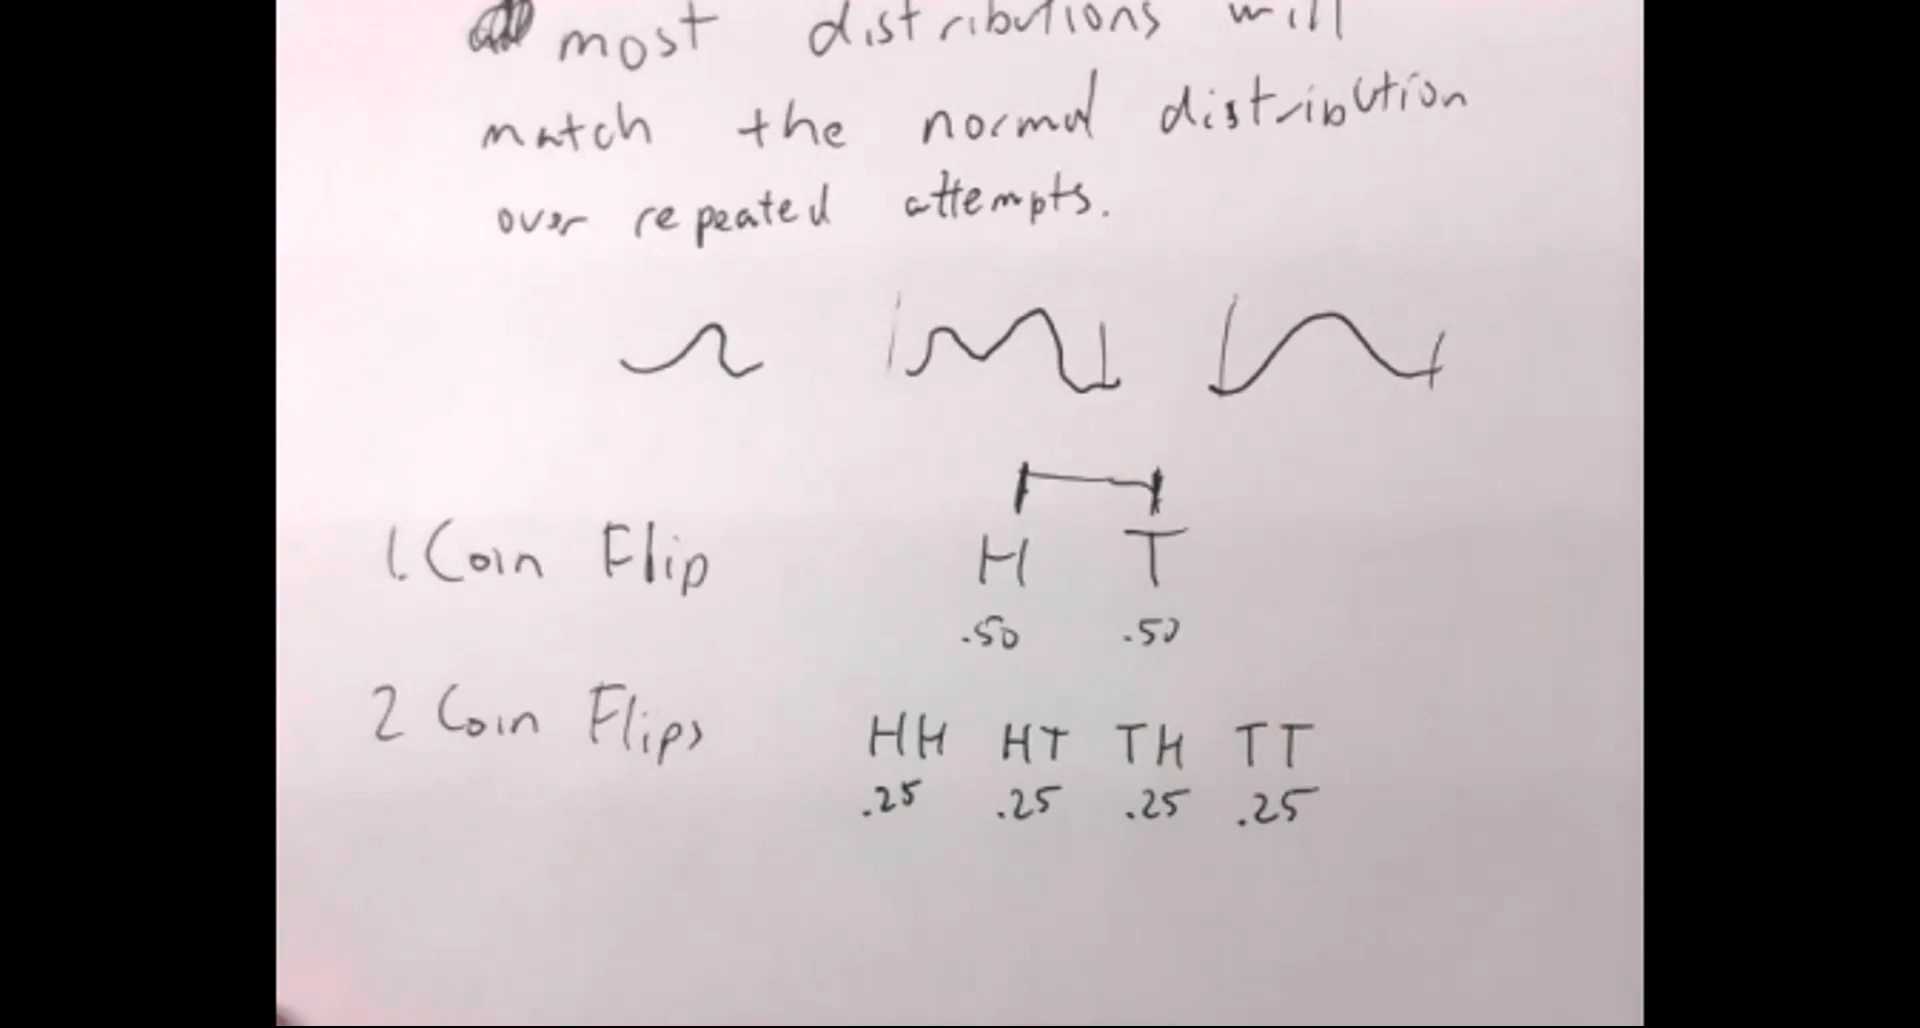 most distributions will
match the normal distribution
over repeated attempts.
1. Coin Flip
H T
.50 .50
2 Coin Flips
HH HT TH TT
.25 .25 .25 .25